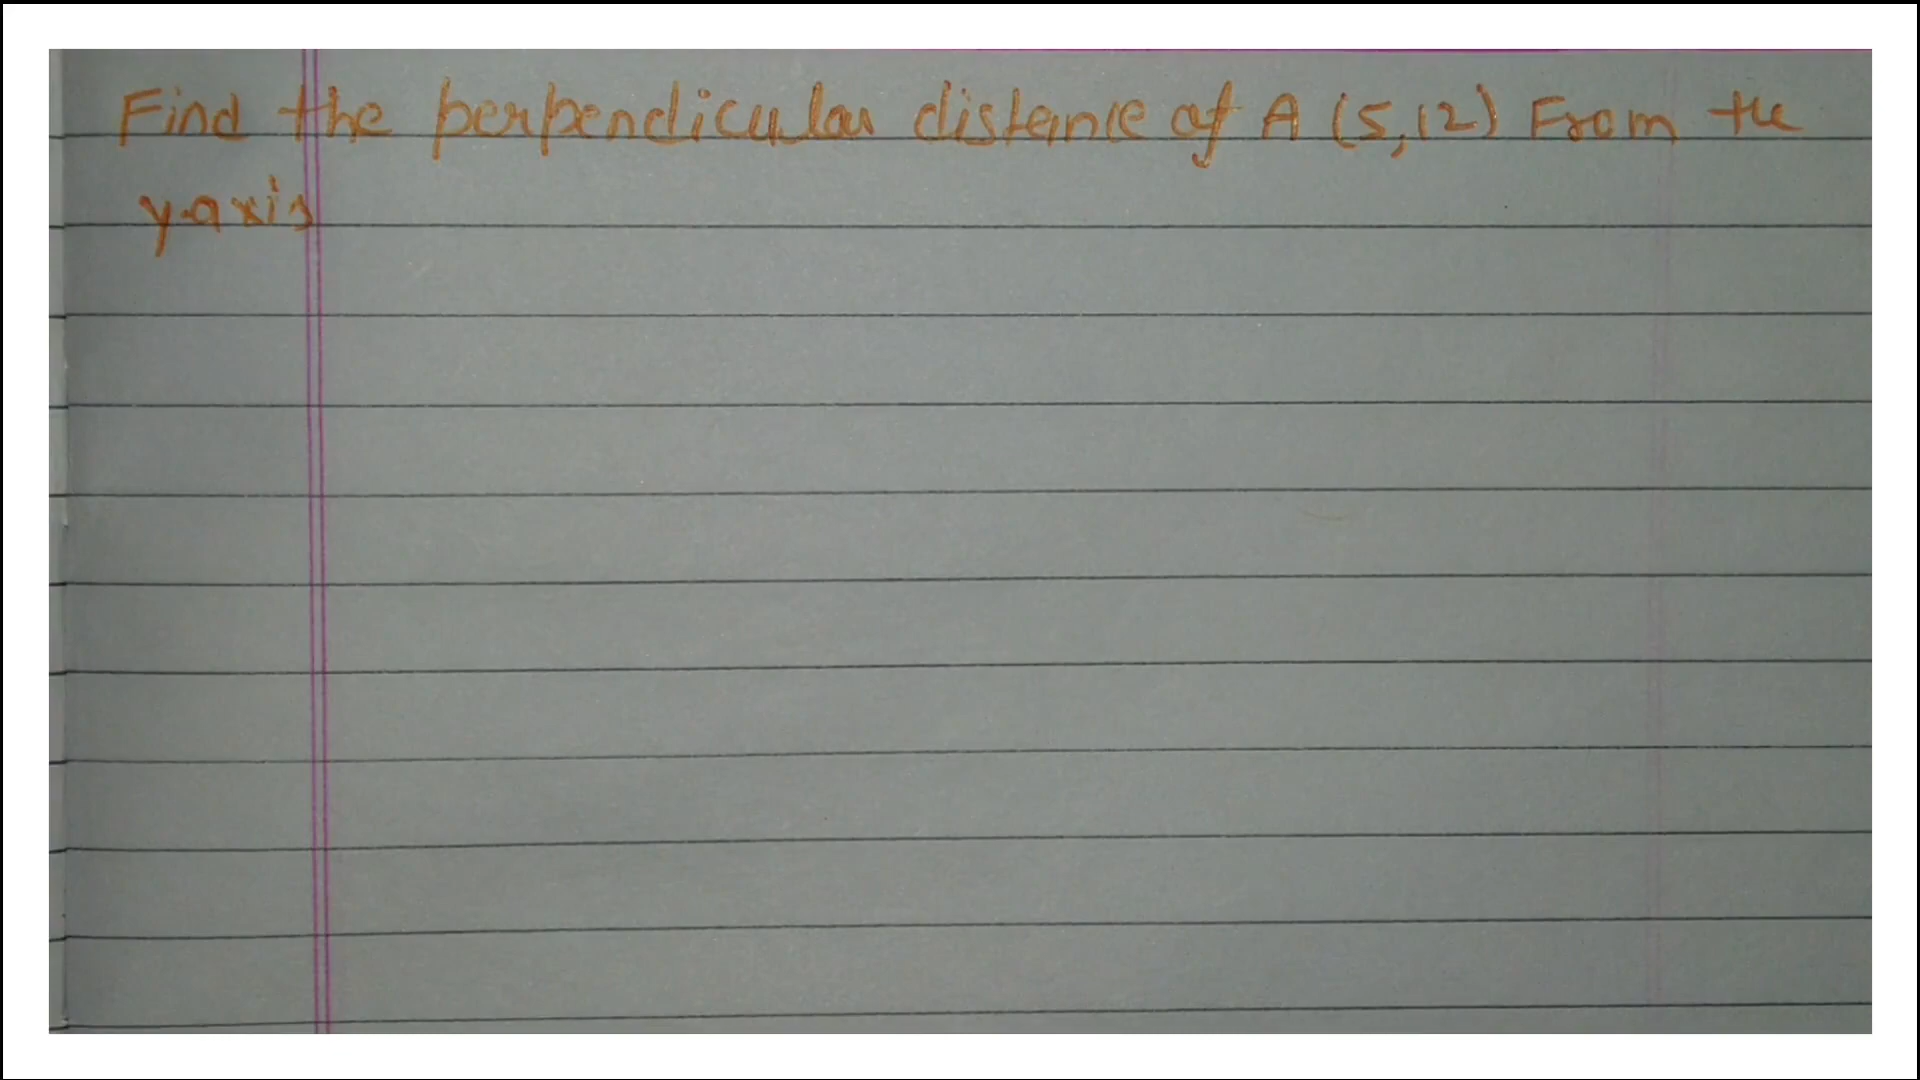 Find the perpendicular distance of A (5,12) From the
y-axis